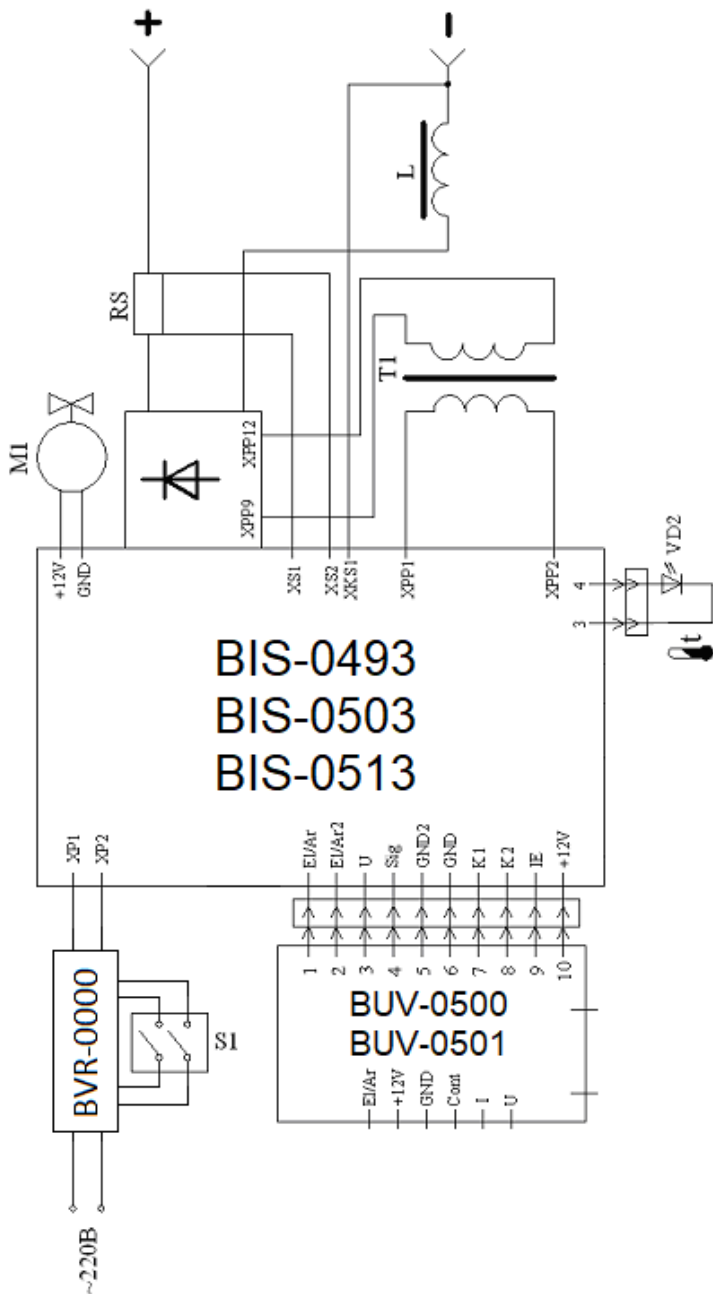 +
-
L
RS
T1
M1
XPP12
XPP9
+12V
GND
XS1
XS2
XKS1
XPP1
XPP2
4
3
VD2
t
BIS-0493
BIS-0503
BIS-0513
XP1
XP2
El/Ar
El/Ar2
U
Sig
GND2
GND
K1
K2
IE
+12V
1
2
3
4
5
6
7
8
9
10
BVR-0000
S1
BUV-0500
BUV-0501
El/Ar
+12V
GND
Cont
I
U
~220В